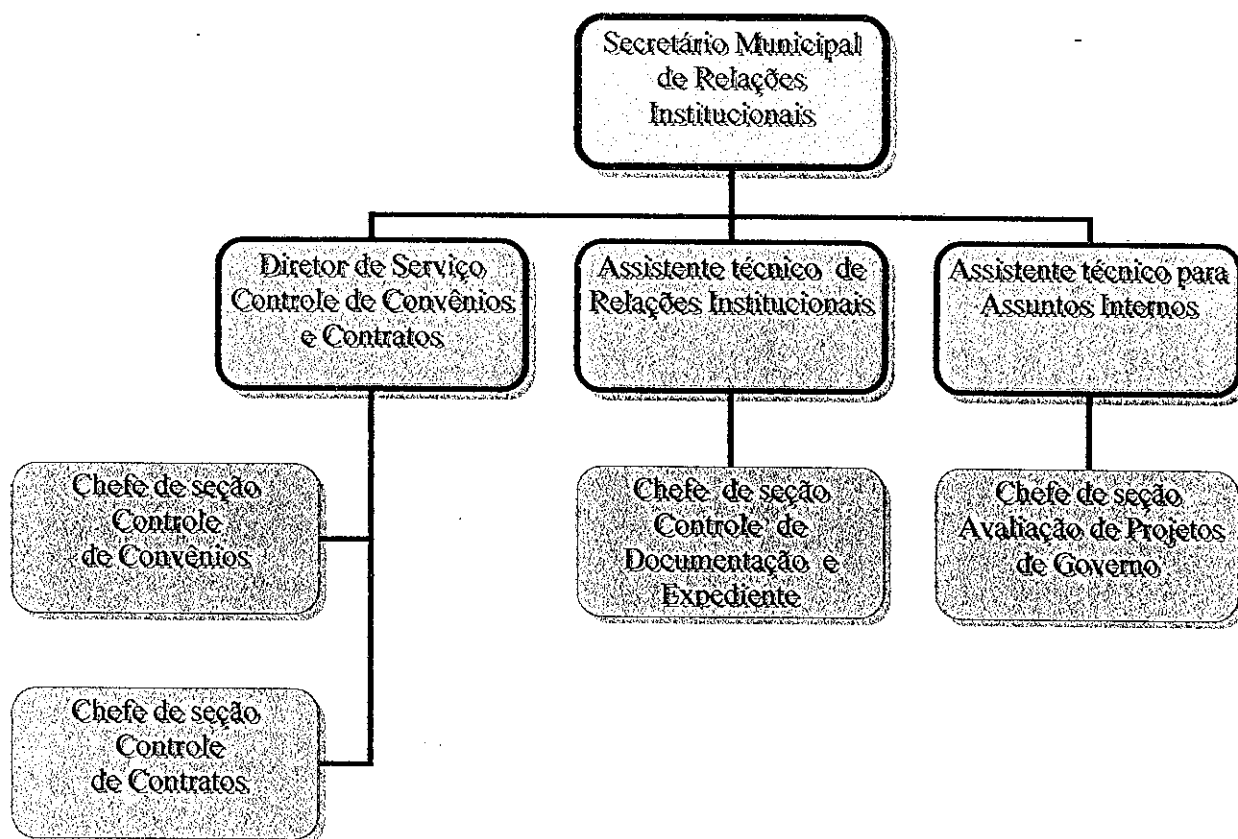 Secretário Municipal
de Relações
Institucionais
Diretor de Serviço
Controle de Convênios
e Contratos
Assistente técnico de
Relações Institucionais
Assistente técnico para
Assuntos Internos
Chefe de seção
Controle
de Convênios
Chefe de seção
Controle de
Documentação e
Expediente
Chefe de seção
Avaliação de Projetos
de Governo
Chefe de seção
Controle
de Contratos